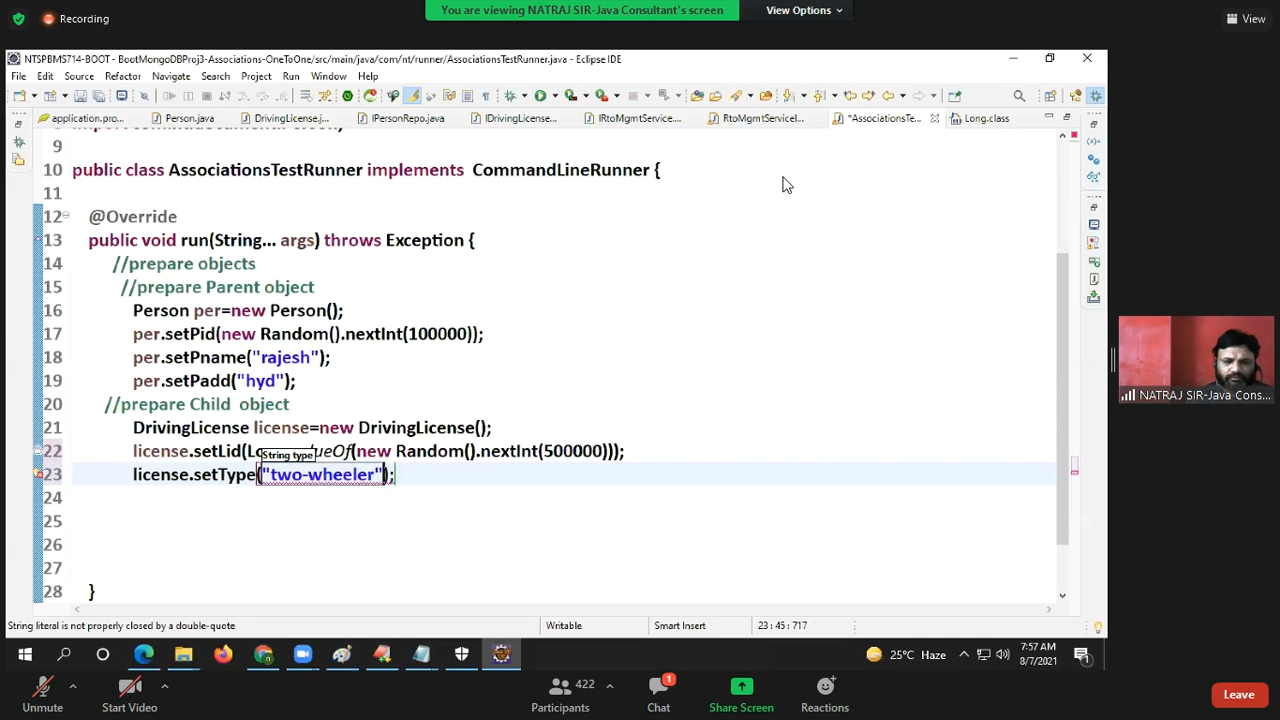 Recording
You are viewing NATRAJ SIR-Java Consultant's screen
View Options
View
NTSPBMS714-BOOT - BootMongoDBProj3-Associations-OneToOne/src/main/java/com/nt/runner/AssociationsTestRunner.java - Eclipse IDE
File Edit Source Refactor Navigate Search Project Run Window Help
application.pro... Person.java DrivingLicense.j... IPersonRepo.java IDrivingLicense... IRtoMgmtService.... RtoMgmtServiceI... *AssociationsTe... Long.class
9
10 public class AssociationsTestRunner implements CommandLineRunner {
11
12 @Override
13 public void run(String... args) throws Exception {
14 //prepare objects
15 //prepare Parent object
16 Person per=new Person();
17 per.setPid(new Random().nextInt(100000));
18 per.setPname("rajesh");
19 per.setPadd("hyd");
20 //prepare Child object
21 DrivingLicense license=new DrivingLicense();
String type
22 license.setLid(Lo ueOf(new Random().nextInt(500000)));
23 license.setType("two-wheeler");
24
25
26
27
28 }
String literal is not properly closed by a double-quote Writable Smart Insert 23 : 45 : 717
NATRAJ SIR-Java Cons...
25°C Haze
7:57 AM
8/7/2021
1
Unmute Start Video Participants 422 Chat 1 Share Screen Reactions Leave